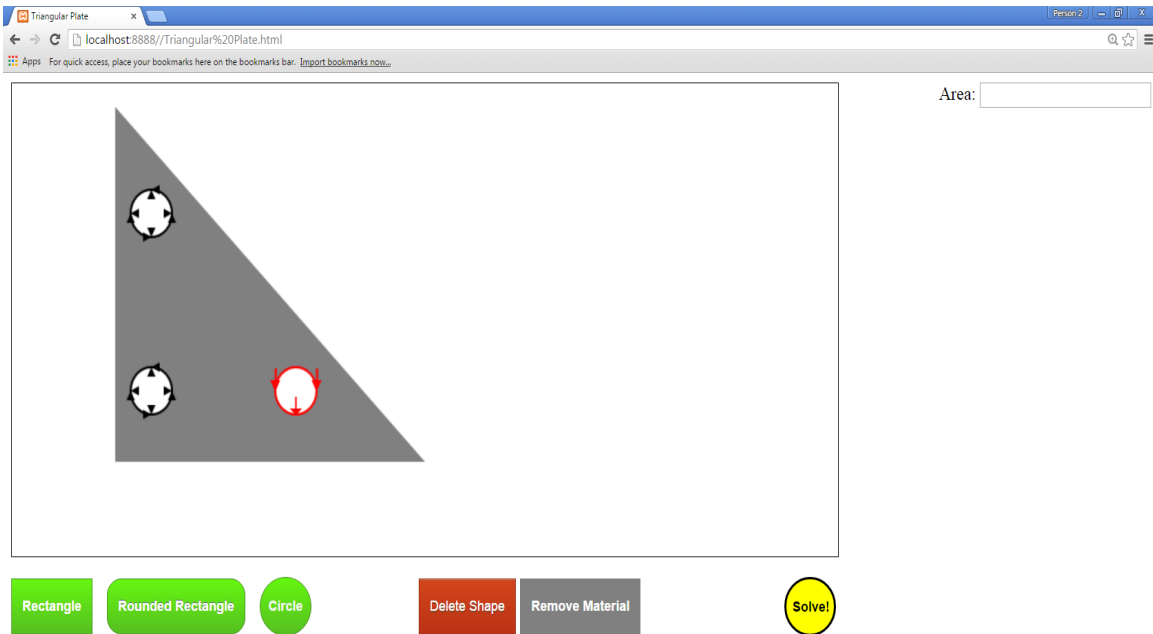 Triangular Plate x
Person 2
localhost:8888//Triangular%20Plate.html
Apps For quick access, place your bookmarks here on the bookmarks bar. Import bookmarks now...
Area:
Rectangle
Rounded Rectangle
Circle
Delete Shape
Remove Material
Solve!